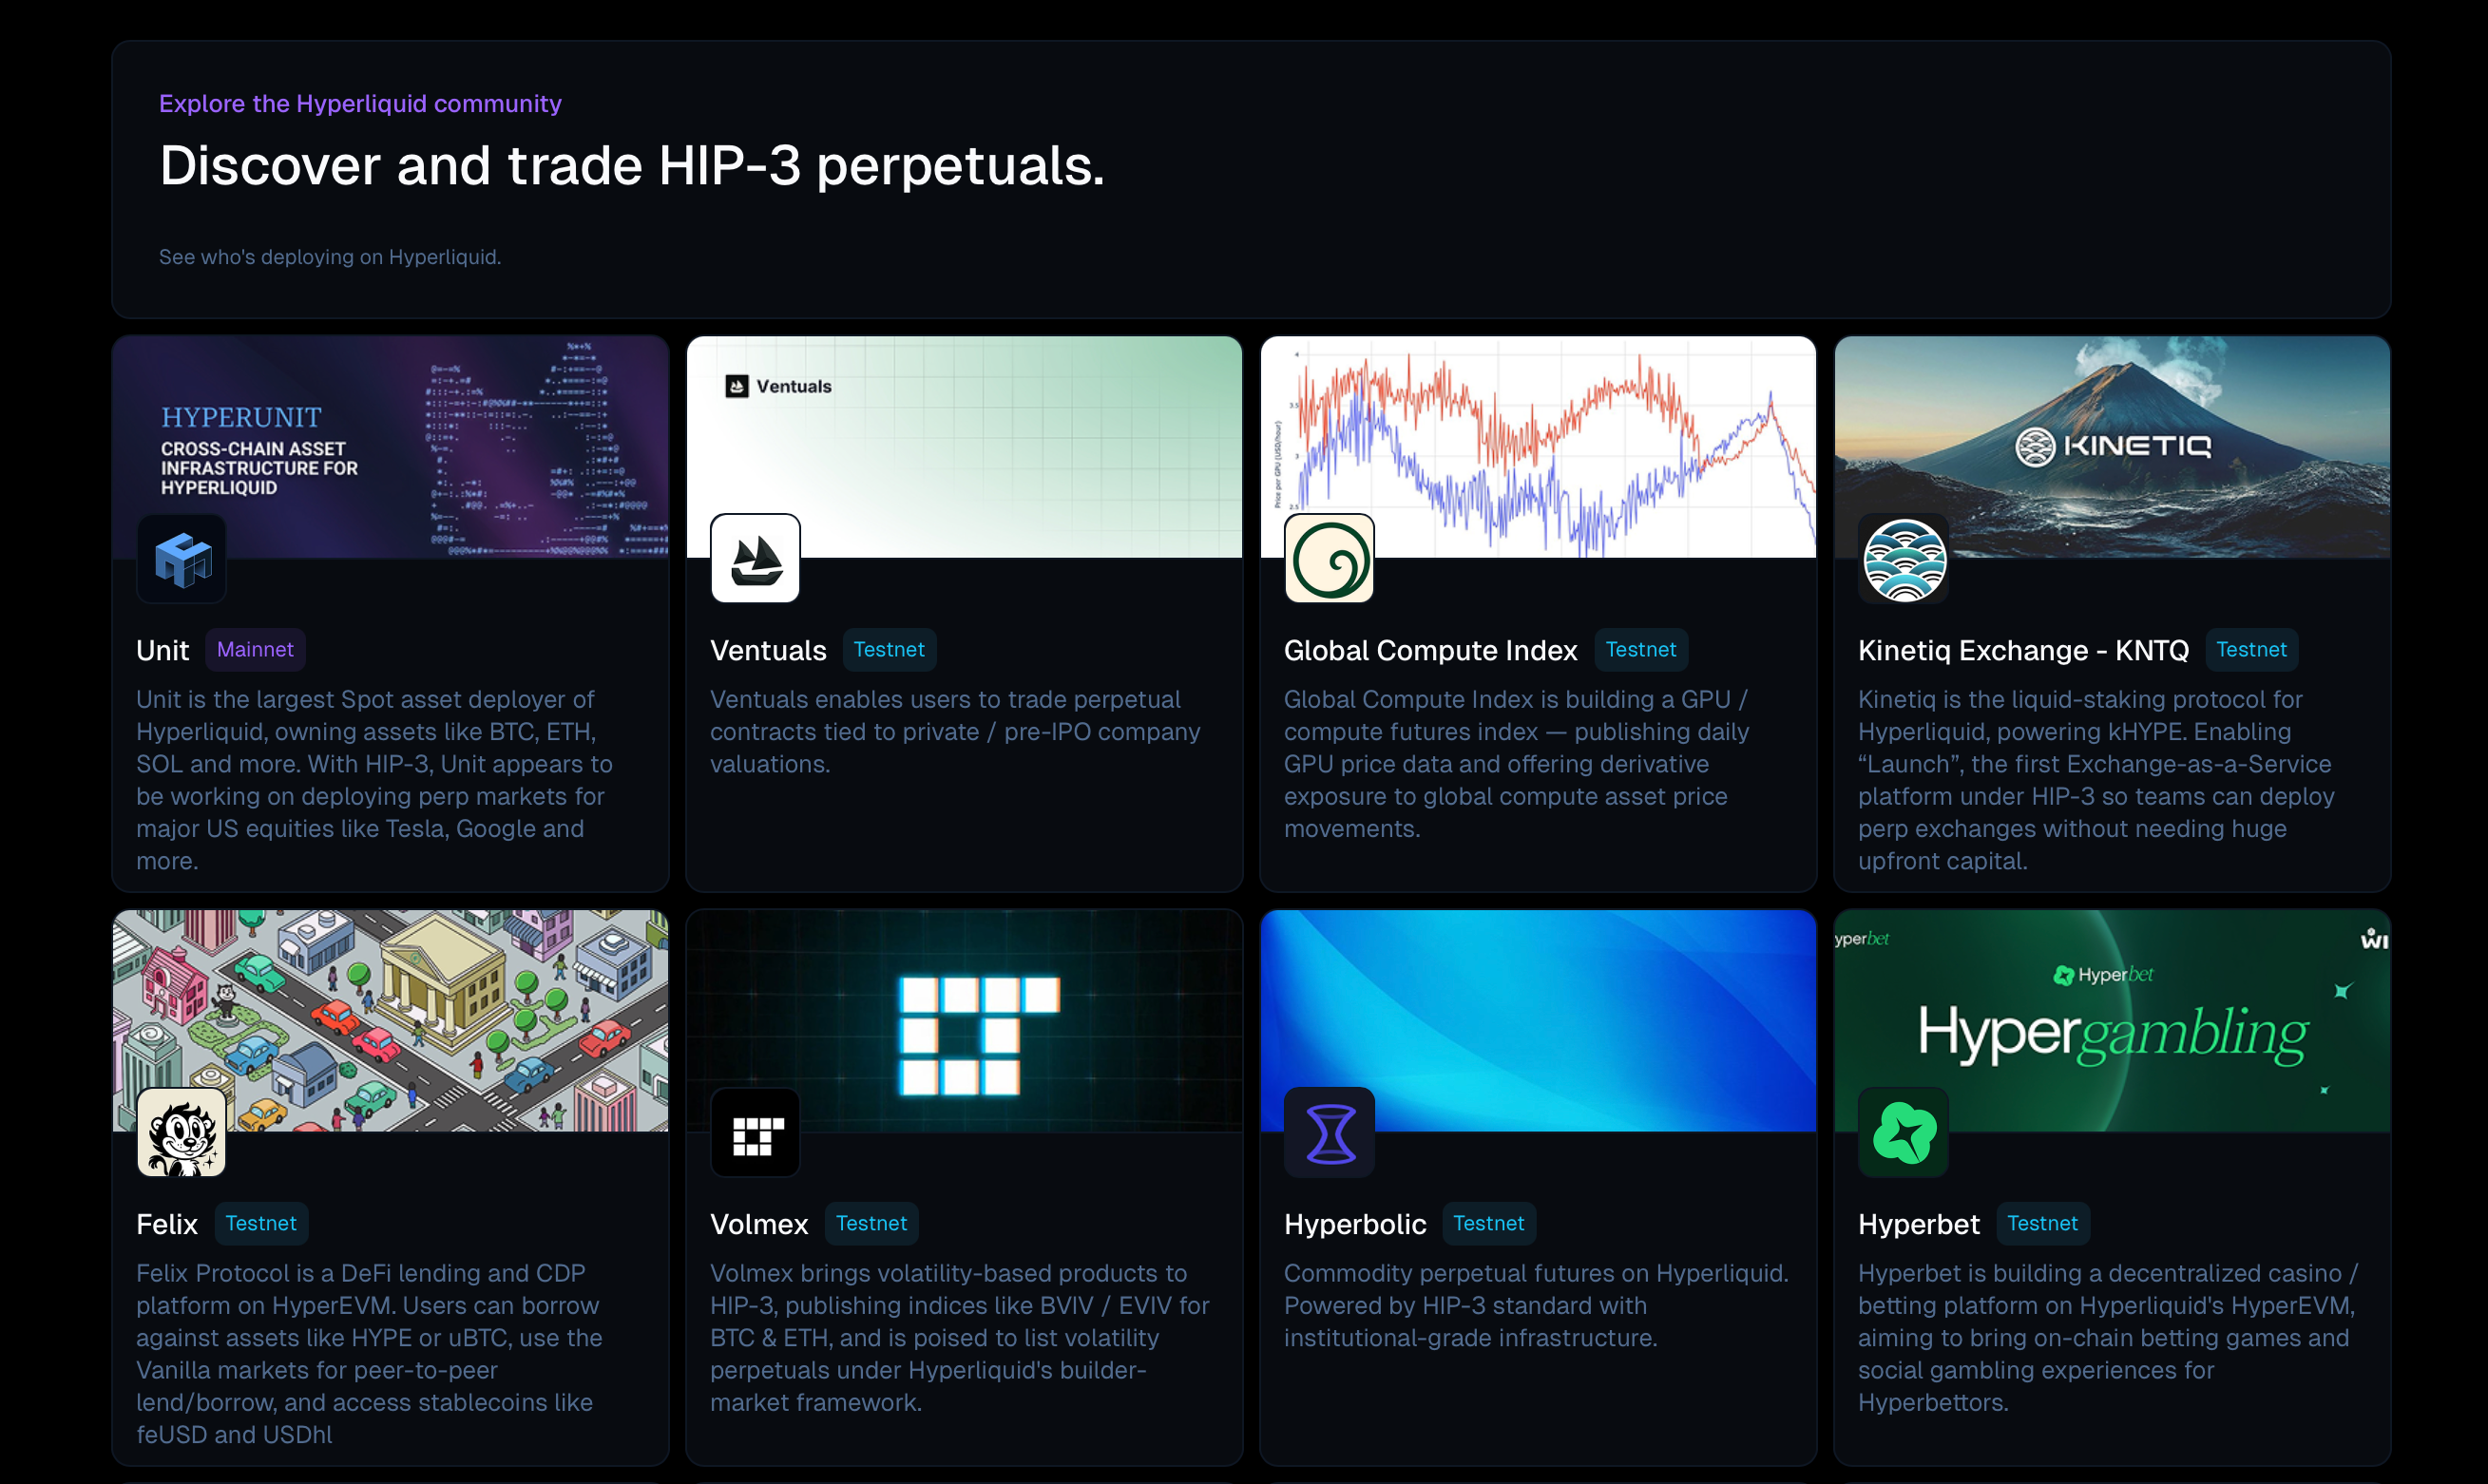 Explore the Hyperliquid community
Discover and trade HIP-3 perpetuals.
See who's deploying on Hyperliquid.
HYPERUNIT
CROSS-CHAIN ASSET
INFRASTRUCTURE FOR
HYPERLIQUID
Unit
Mainnet
Unit is the largest Spot asset deployer of
Hyperliquid, owning assets like BTC, ETH,
SOL and more. With HIP-3, Unit appears to
be working on deploying perp markets for
major US equities like Tesla, Google and
more.
Ventuals
Ventuals
Testnet
Ventuals enables users to trade perpetual
contracts tied to private / pre-IPO company
valuations.
4
3.5
3
2.5
Price per GPU (USD/hour)
Global Compute Index
Testnet
Global Compute Index is building a GPU /
compute futures index — publishing daily
GPU price data and offering derivative
exposure to global compute asset price
movements.
KINETIQ
Kinetiq Exchange - KNTQ
Testnet
Kinetiq is the liquid-staking protocol for
Hyperliquid, powering kHYPE. Enabling
“Launch”, the first Exchange-as-a-Service
platform under HIP-3 so teams can deploy
perp exchanges without needing huge
upfront capital.
Felix
Testnet
Felix Protocol is a DeFi lending and CDP
platform on HyperEVM. Users can borrow
against assets like HYPE or uBTC, use the
Vanilla markets for peer-to-peer
lend/borrow, and access stablecoins like
feUSD and USDhl
Volmex
Testnet
Volmex brings volatility-based products to
HIP-3, publishing indices like BVIV / EVIV for
BTC & ETH, and is poised to list volatility
perpetuals under Hyperliquid's builder-
market framework.
Hyperbolic
Testnet
Commodity perpetual futures on Hyperliquid.
Powered by HIP-3 standard with
institutional-grade infrastructure.
yperbet
WI
Hyperbet
Hypergambling
Hyperbet
Testnet
Hyperbet is building a decentralized casino /
betting platform on Hyperliquid's HyperEVM,
aiming to bring on-chain betting games and
social gambling experiences for
Hyperbettors.